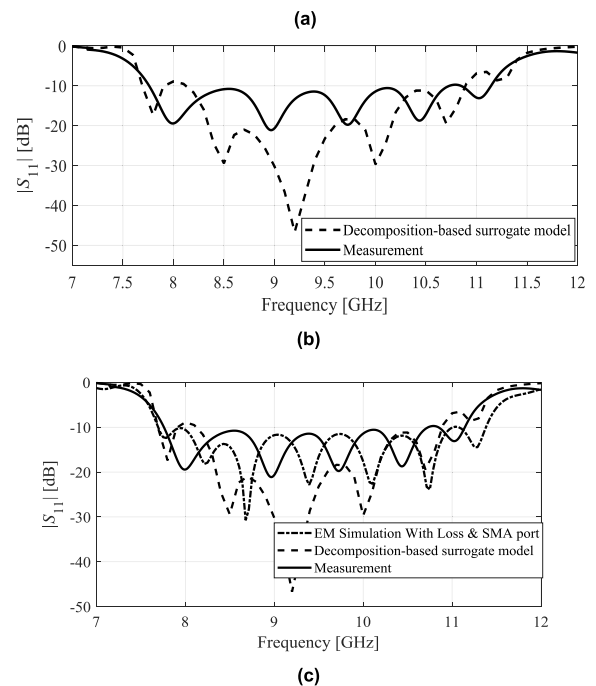 (a)
0
-10
-20
-30
-40
-50
|S11| [dB]
Decomposition-based surrogate model
Measurement
7 7.5 8 8.5 9 9.5 10 10.5 11 11.5 12
Frequency [GHz]
(b)
0
-10
-20
-30
-40
-50
|S11| [dB]
EM Simulation With Loss & SMA port
Decomposition-based surrogate model
Measurement
7 8 9 10 11 12
Frequency [GHz]
(c)